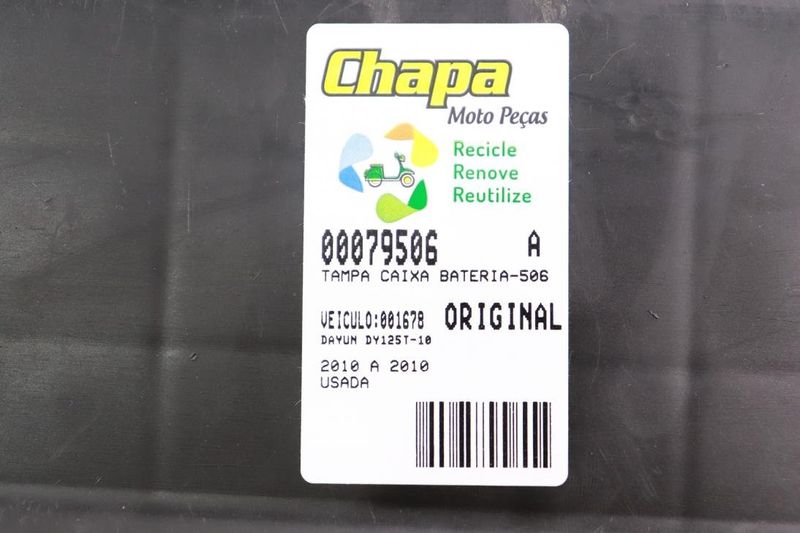 Chapa
Moto Peças
Recicle
Renove
Reutilize
00079506 A
TAMPA CAIXA BATERIA-506
VEICULO:001678 ORIGINAL
DAYUN DY125T-10
2010 A 2010
USADA